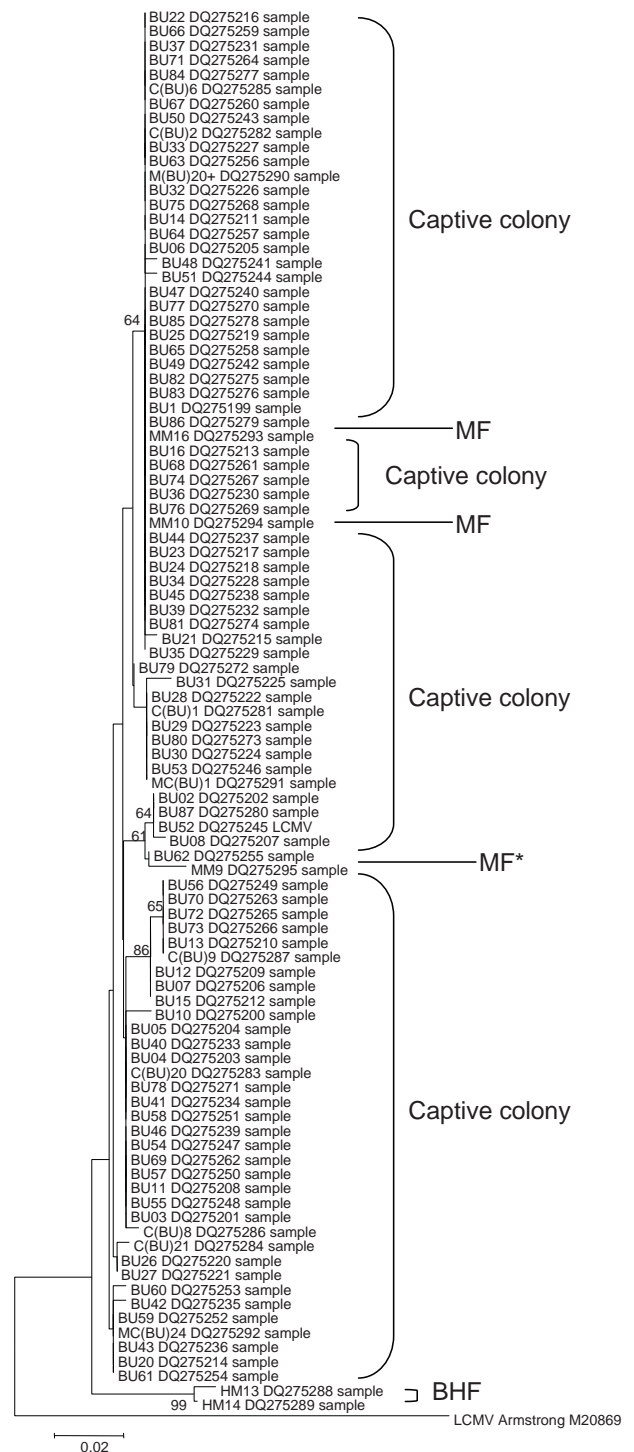 BU22 DQ275216 sample
BU66 DQ275259 sample
BU37 DQ275231 sample
BU71 DQ275264 sample
BU84 DQ275277 sample
C(BU)6 DQ275285 sample
BU67 DQ275260 sample
BU50 DQ275243 sample
C(BU)2 DQ275282 sample
BU33 DQ275227 sample
BU63 DQ275256 sample
M(BU)20+ DQ275290 sample
BU32 DQ275226 sample
BU75 DQ275268 sample
BU14 DQ275211 sample
Captive colony
BU64 DQ275257 sample
BU06 DQ275205 sample
BU48 DQ275241 sample
BU51 DQ275244 sample
BU47 DQ275240 sample
BU77 DQ275270 sample
64
BU85 DQ275278 sample
BU25 DQ275219 sample
BU65 DQ275258 sample
BU49 DQ275242 sample
BU82 DQ275275 sample
BU83 DQ275276 sample
BU1 DQ275199 sample
BU86 DQ275279 sample
MF
MM16 DQ275293 sample
BU16 DQ275213 sample
BU68 DQ275261 sample
BU74 DQ275267 sample
Captive colony
BU36 DQ275230 sample
BU76 DQ275269 sample
MM10 DQ275294 sample
MF
BU44 DQ275237 sample
BU23 DQ275217 sample
BU24 DQ275218 sample
BU34 DQ275228 sample
BU45 DQ275238 sample
BU39 DQ275232 sample
BU81 DQ275274 sample
BU21 DQ275215 sample
BU35 DQ275229 sample
BU79 DQ275272 sample
BU31 DQ275225 sample
BU28 DQ275222 sample
Captive colony
C(BU)1 DQ275281 sample
BU29 DQ275223 sample
BU80 DQ275273 sample
BU30 DQ275224 sample
BU53 DQ275246 sample
MC(BU)1 DQ275291 sample
BU02 DQ275202 sample
64
BU87 DQ275280 sample
BU52 DQ275245 LCMV
61
BU08 DQ275207 sample
BU62 DQ275255 sample
MF*
MM9 DQ275295 sample
BU56 DQ275249 sample
BU70 DQ275263 sample
65
BU72 DQ275265 sample
BU73 DQ275266 sample
BU13 DQ275210 sample
86
C(BU)9 DQ275287 sample
BU12 DQ275209 sample
BU07 DQ275206 sample
BU15 DQ275212 sample
BU10 DQ275200 sample
BU05 DQ275204 sample
BU40 DQ275233 sample
BU04 DQ275203 sample
C(BU)20 DQ275283 sample
BU78 DQ275271 sample
BU41 DQ275234 sample
Captive colony
BU58 DQ275251 sample
BU46 DQ275239 sample
BU54 DQ275247 sample
BU69 DQ275262 sample
BU57 DQ275250 sample
BU11 DQ275208 sample
BU55 DQ275248 sample
BU03 DQ275201 sample
C(BU)8 DQ275286 sample
C(BU)21 DQ275284 sample
BU26 DQ275220 sample
BU27 DQ275221 sample
BU60 DQ275253 sample
BU42 DQ275235 sample
BU59 DQ275252 sample
MC(BU)24 DQ275292 sample
BU43 DQ275236 sample
BU20 DQ275214 sample
BU61 DQ275254 sample
HM13 DQ275288 sample
BHF
99
HM14 DQ275289 sample
LCMV Armstrong M20869
0.02